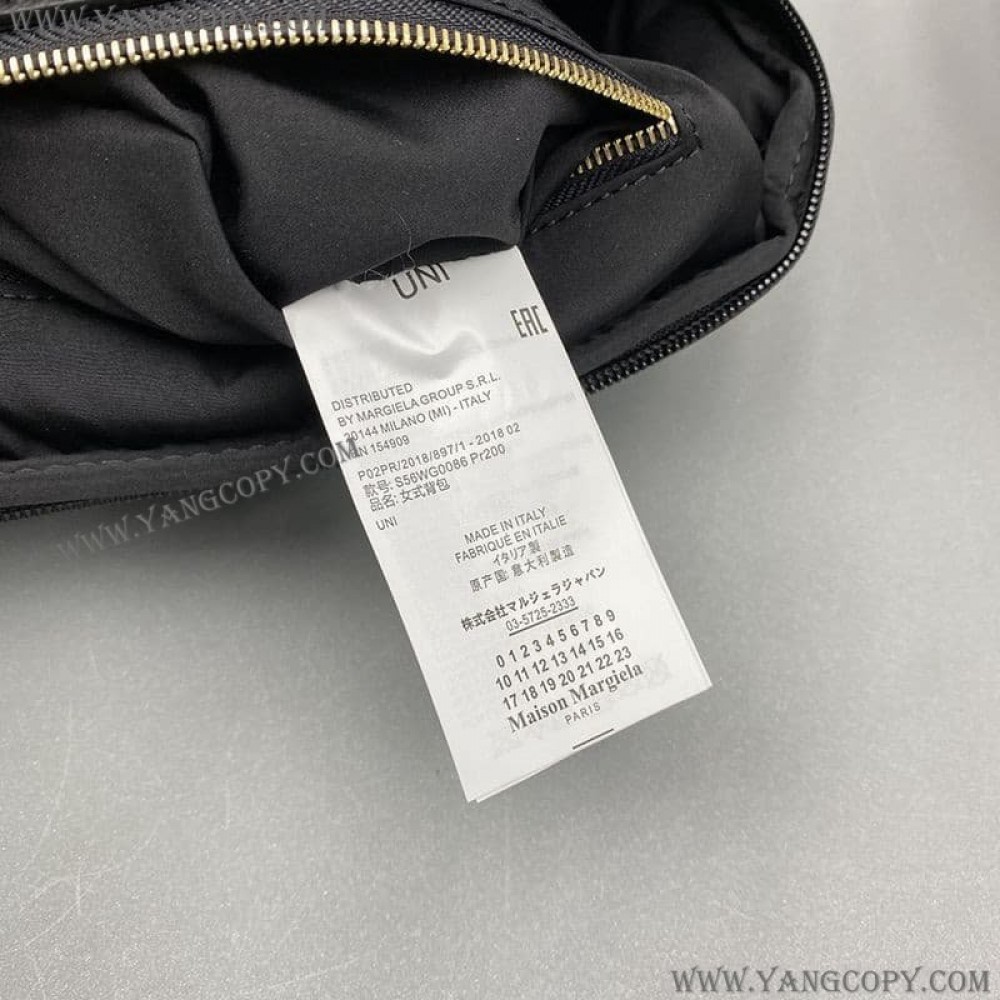 WWW.YANGCOPY.COM
UNI
EAC
DISTRIBUTED
BY MARGIELA GROUP S.R.L.
20144 MILANO (MI) - ITALY
154909
P02PR/2018/897/1 - 2018 02
款号: S56WG0086 Pr200
品名: 女式背包
UNI
MADE IN ITALY
FABRIQUÉ EN ITALIE
イタリア製
原产国: 意大利製造
株式会社マルジェラジャパン
03-5725-2333
0 1 2 3 4 5 6 7 8 9
10 11 12 13 14 15 16
17 18 19 20 21 22 23
Maison Margiela
PARIS
WWW.YANGCOPY.COM
WWW.YANGCOPY.COM